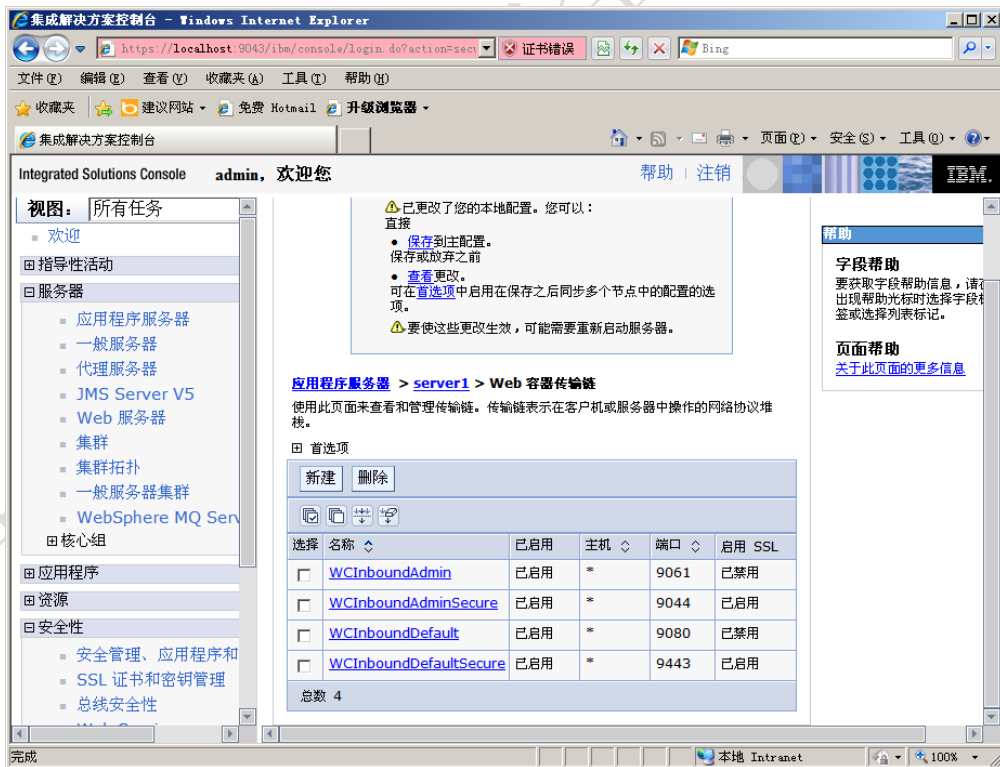 集成解决方案控制台 - Windows Internet Explorer
https://localhost:9043/ibm/console/login.do?action=secu
证书错误
Bing
文件(F) 编辑(E) 查看(V) 收藏夹(A) 工具(T) 帮助(H)
收藏夹 建议网站 免费 Hotmail 升级浏览器
集成解决方案控制台
页面(P) 安全(S) 工具(O)
Integrated Solutions Console admin, 欢迎您
帮助 | 注销
IBM.
视图: 所有任务
欢迎
指导性活动
服务器
应用程序服务器
一般服务器
代理服务器
JMS Server V5
Web 服务器
集群
集群拓扑
一般服务器集群
WebSphere MQ Serv
核心组
应用程序
资源
安全性
安全管理、应用程序和
SSL 证书和密钥管理
总线安全性
已更改了您的本地配置。您可以:
直接
• 保存到主配置。
保存或放弃之前
• 查看更改。
可在首选项中启用在保存之后同步多个节点中的配置的选
项。
要使这些更改生效,可能需要重新启动服务器。
应用程序服务器 > server1 > Web 容器传输链
使用此页面来查看和管理传输链。传输链表示在客户机或服务器中操作的网络协议堆
栈。
首选项
新建 删除
选择 名称 已启用 主机 端口 启用 SSL
WCInboundAdmin 已启用 * 9061 已禁用
WCInboundAdminSecure 已启用 * 9044 已启用
WCInboundDefault 已启用 * 9080 已禁用
WCInboundDefaultSecure 已启用 * 9443 已启用
总数 4
帮助
字段帮助
要获取字段帮助信息,请在
出现帮助光标时选择字段标
签或选择列表标记。
页面帮助
关于此页面的更多信息
完成
本地 Intranet
100%